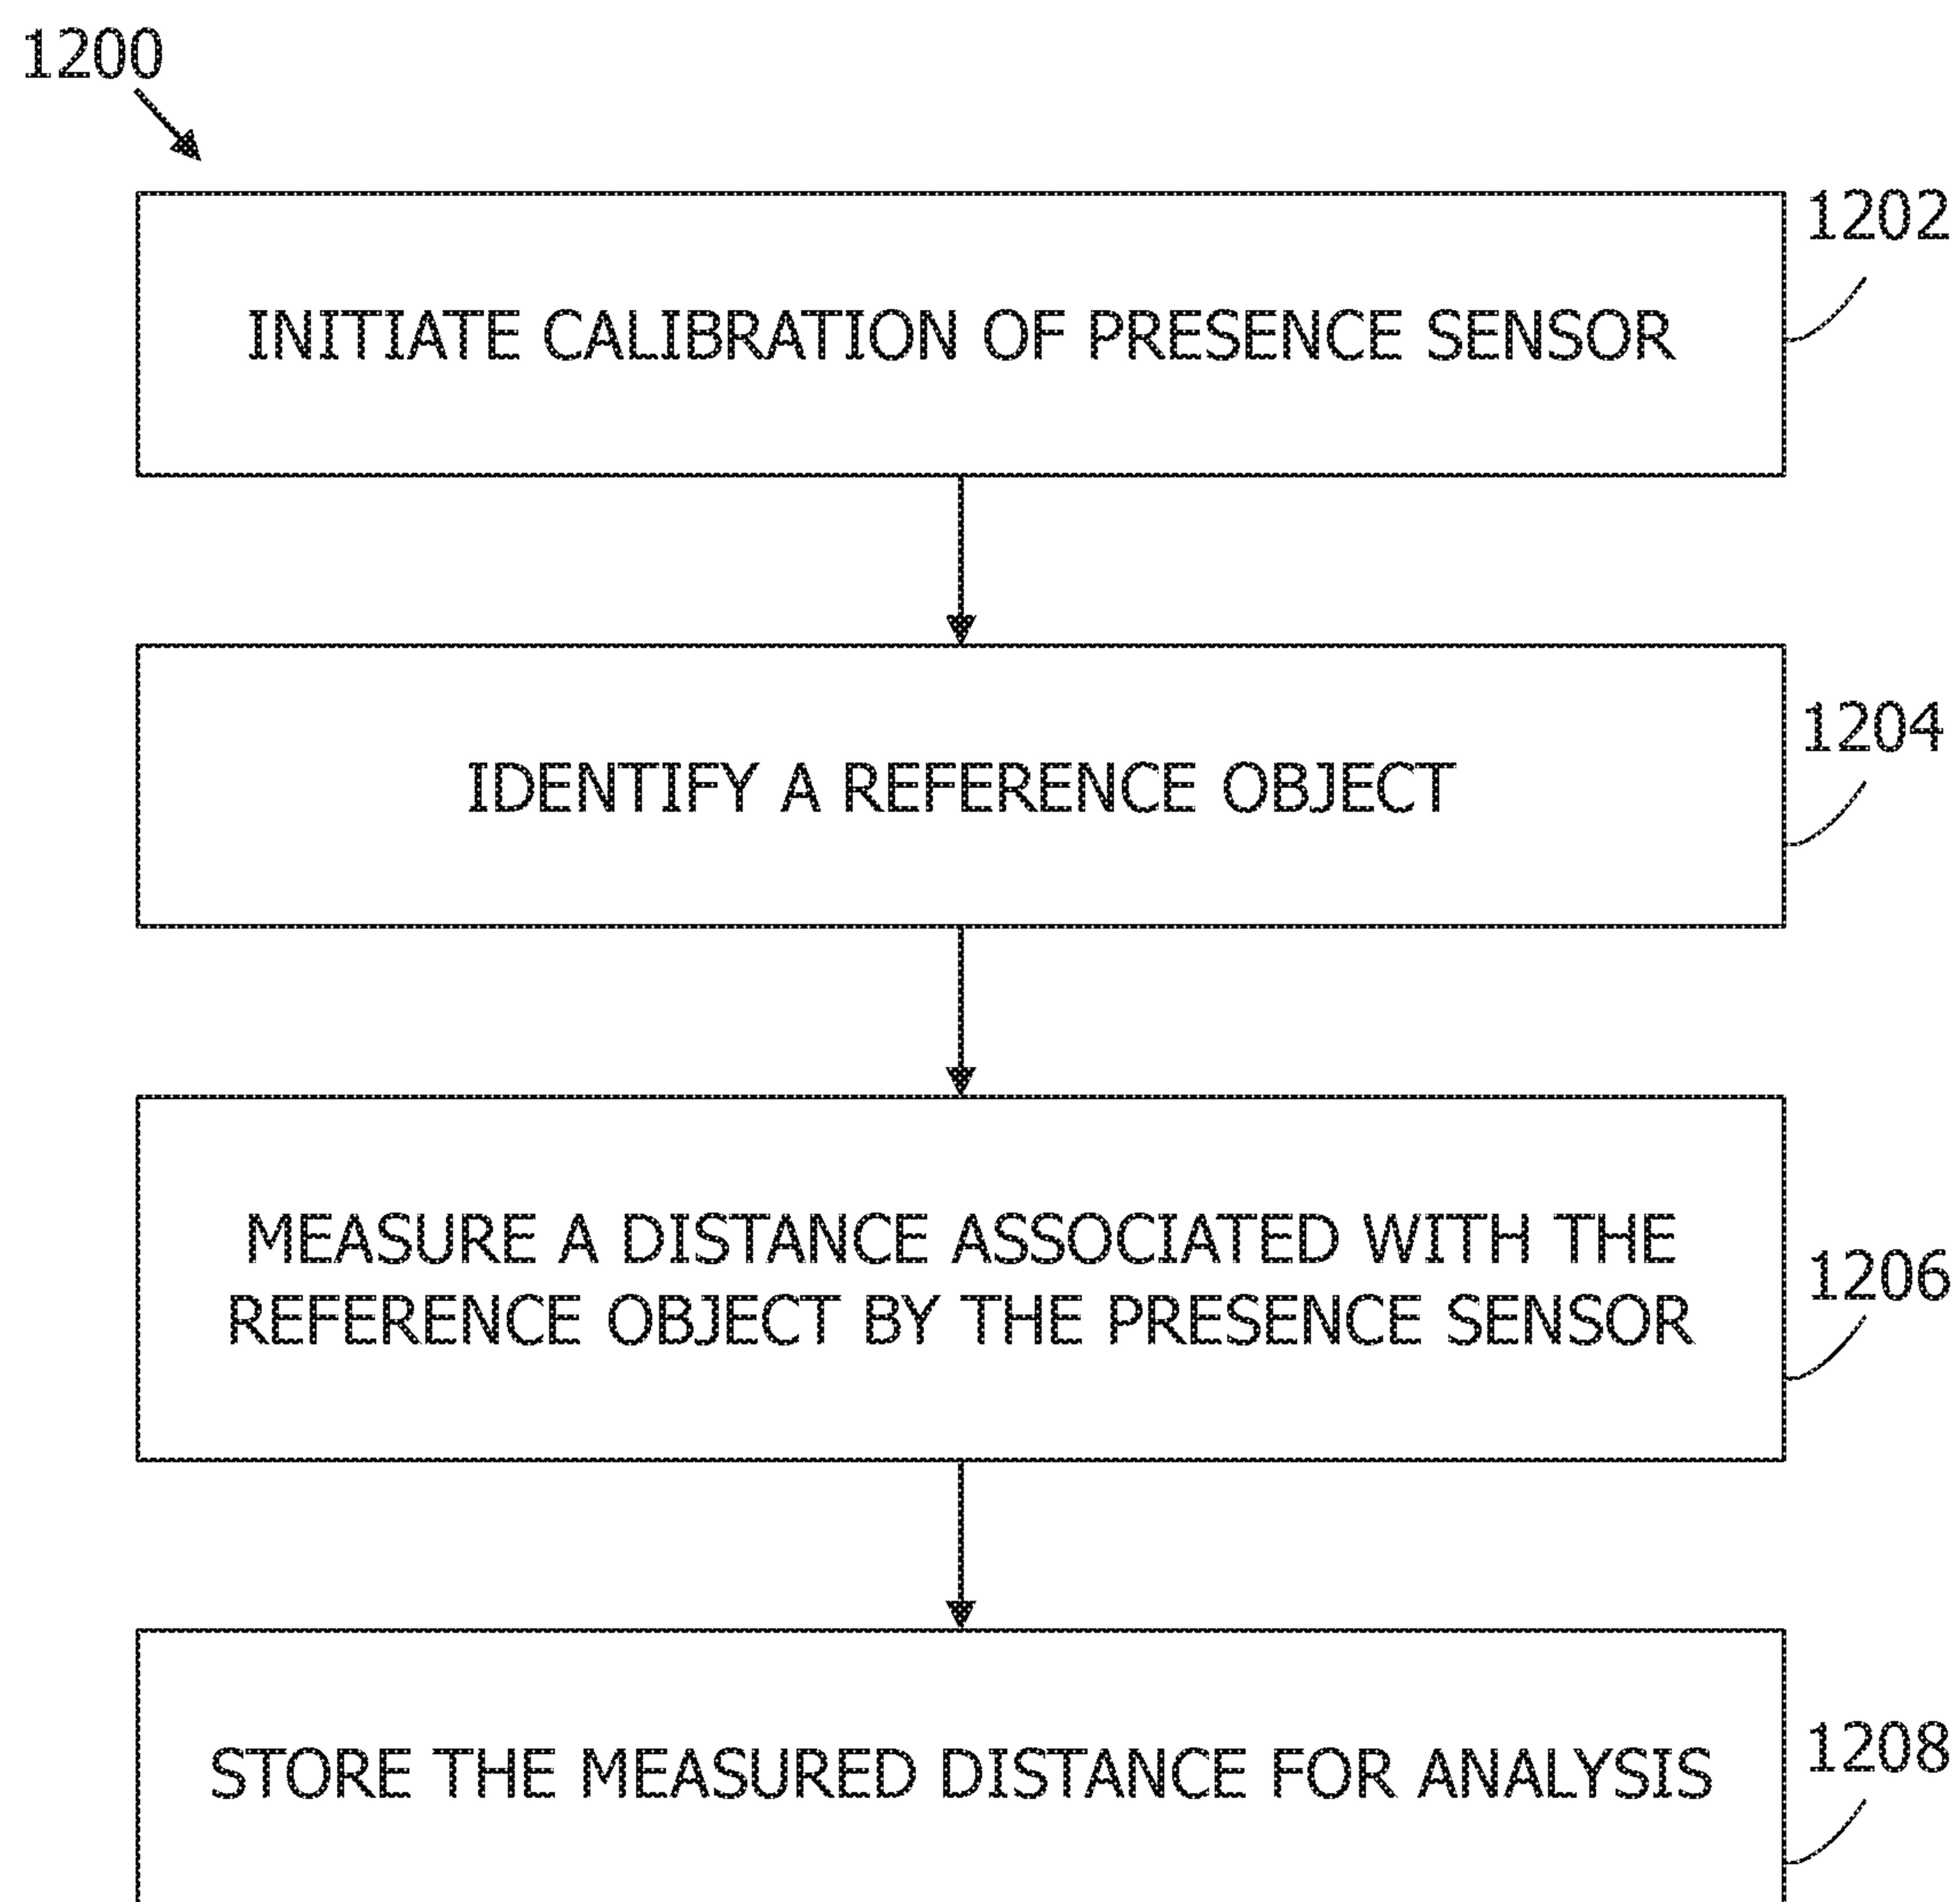 1200
1202
INITIATE CALIBRATION OF PRESENCE SENSOR
1204
IDENTIFY A REFERENCE OBJECT
MEASURE A DISTANCE ASSOCIATED WITH THE
REFERENCE OBJECT BY THE PRESENCE SENSOR
1206
STORE THE MEASURED DISTANCE FOR ANALYSIS
1208